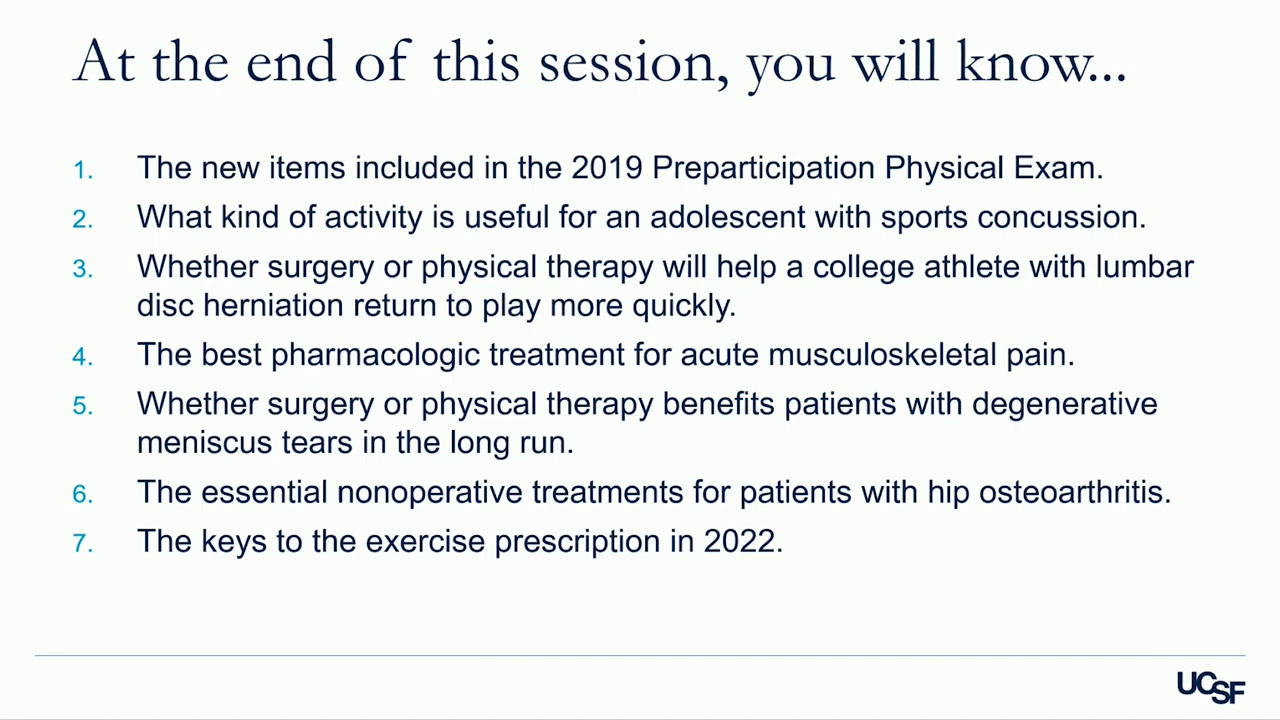 At the end of this session, you will know...
1. The new items included in the 2019 Preparticipation Physical Exam.
2. What kind of activity is useful for an adolescent with sports concussion.
3. Whether surgery or physical therapy will help a college athlete with lumbar
disc herniation return to play more quickly.
4. The best pharmacologic treatment for acute musculoskeletal pain.
5. Whether surgery or physical therapy benefits patients with degenerative
meniscus tears in the long run.
6. The essential nonoperative treatments for patients with hip osteoarthritis.
7. The keys to the exercise prescription in 2022.
UCSF